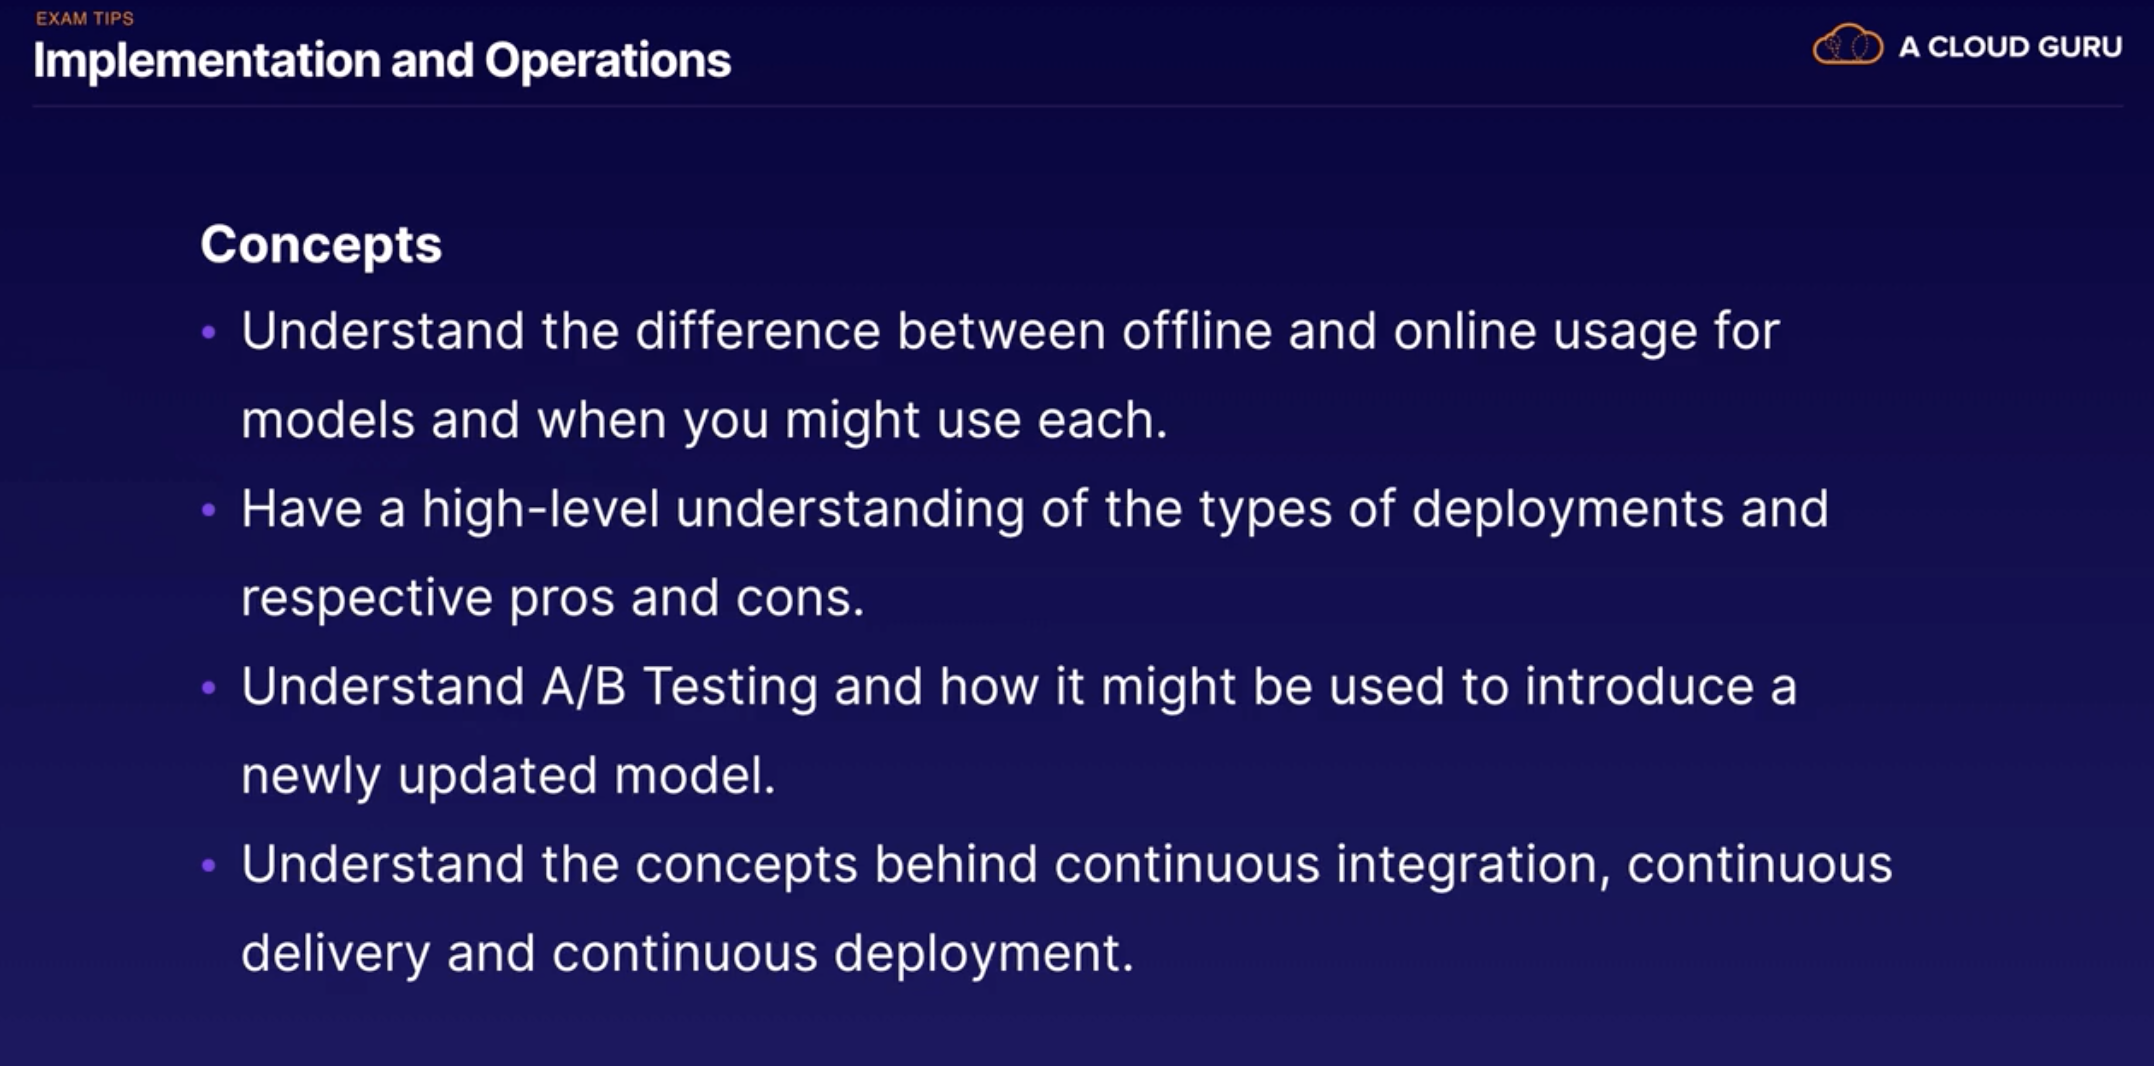 EXAM TIPS
Implementation and Operations
A CLOUD GURU
Concepts
• Understand the difference between offline and online usage for
models and when you might use each.
• Have a high-level understanding of the types of deployments and
respective pros and cons.
• Understand A/B Testing and how it might be used to introduce a
newly updated model.
• Understand the concepts behind continuous integration, continuous
delivery and continuous deployment.